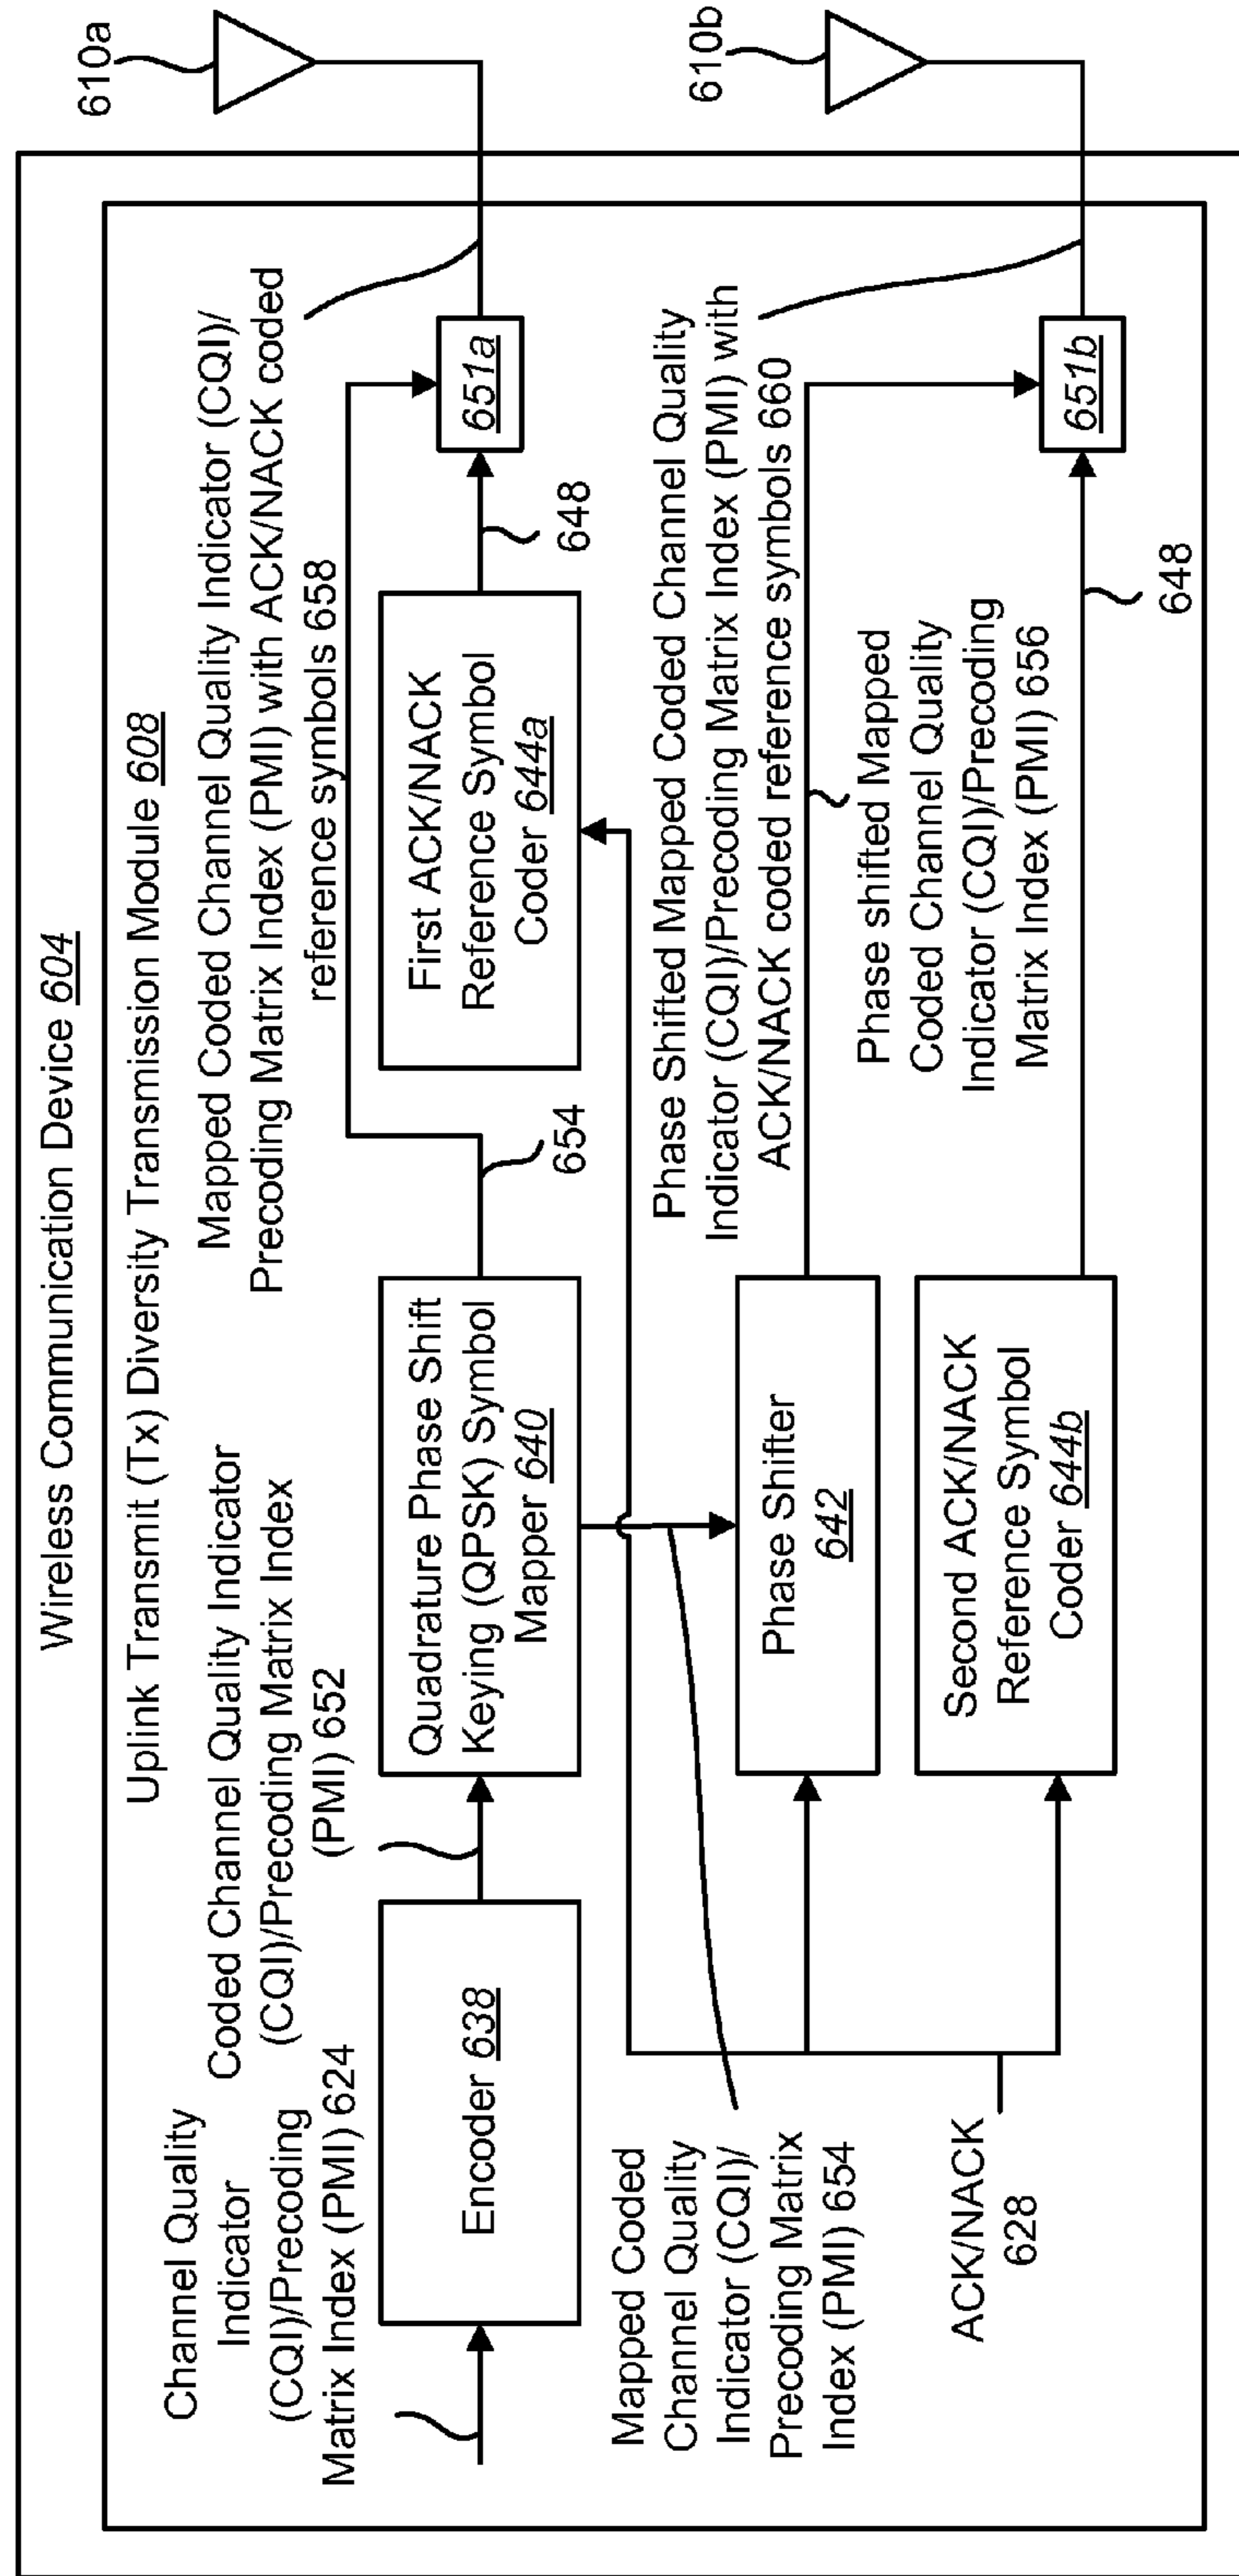 Wireless Communication Device 604
Uplink Transmit (Tx) Diversity Transmission Module 608
Channel Quality
Indicator
(CQI)/Precoding
Matrix Index (PMI) 624
Coded Channel Quality Indicator
(CQI)/Precoding Matrix Index
(PMI) 652
Mapped Coded Channel Quality Indicator (CQI)/
Precoding Matrix Index (PMI) with ACK/NACK coded
reference symbols 658
610a
Encoder 638
Quadrature Phase Shift
Keying (QPSK) Symbol
Mapper 640
654
First ACK/NACK
Reference Symbol
Coder 644a
648
651a
Mapped Coded
Channel Quality
Indicator (CQI)/
Precoding Matrix
Index (PMI) 654
Phase Shifted Mapped Coded Channel Quality
Indicator (CQI)/Precoding Matrix Index (PMI) with
ACK/NACK coded reference symbols 660
610b
Phase Shifter
642
Phase shifted Mapped
Coded Channel Quality
Indicator (CQI)/Precoding
Matrix Index (PMI) 656
ACK/NACK
628
Second ACK/NACK
Reference Symbol
Coder 644b
648
651b